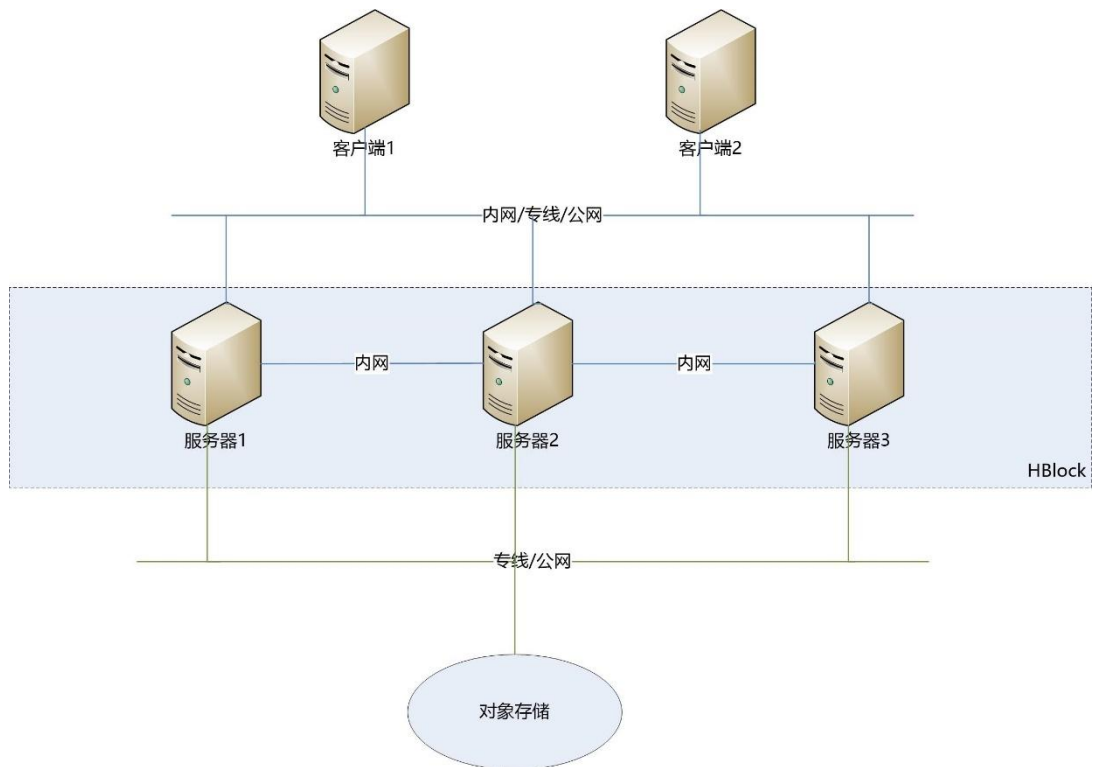 客户端1
客户端2
内网/专线/公网
内网
内网
服务器1
服务器2
服务器3
HBlock
专线/公网
对象存储